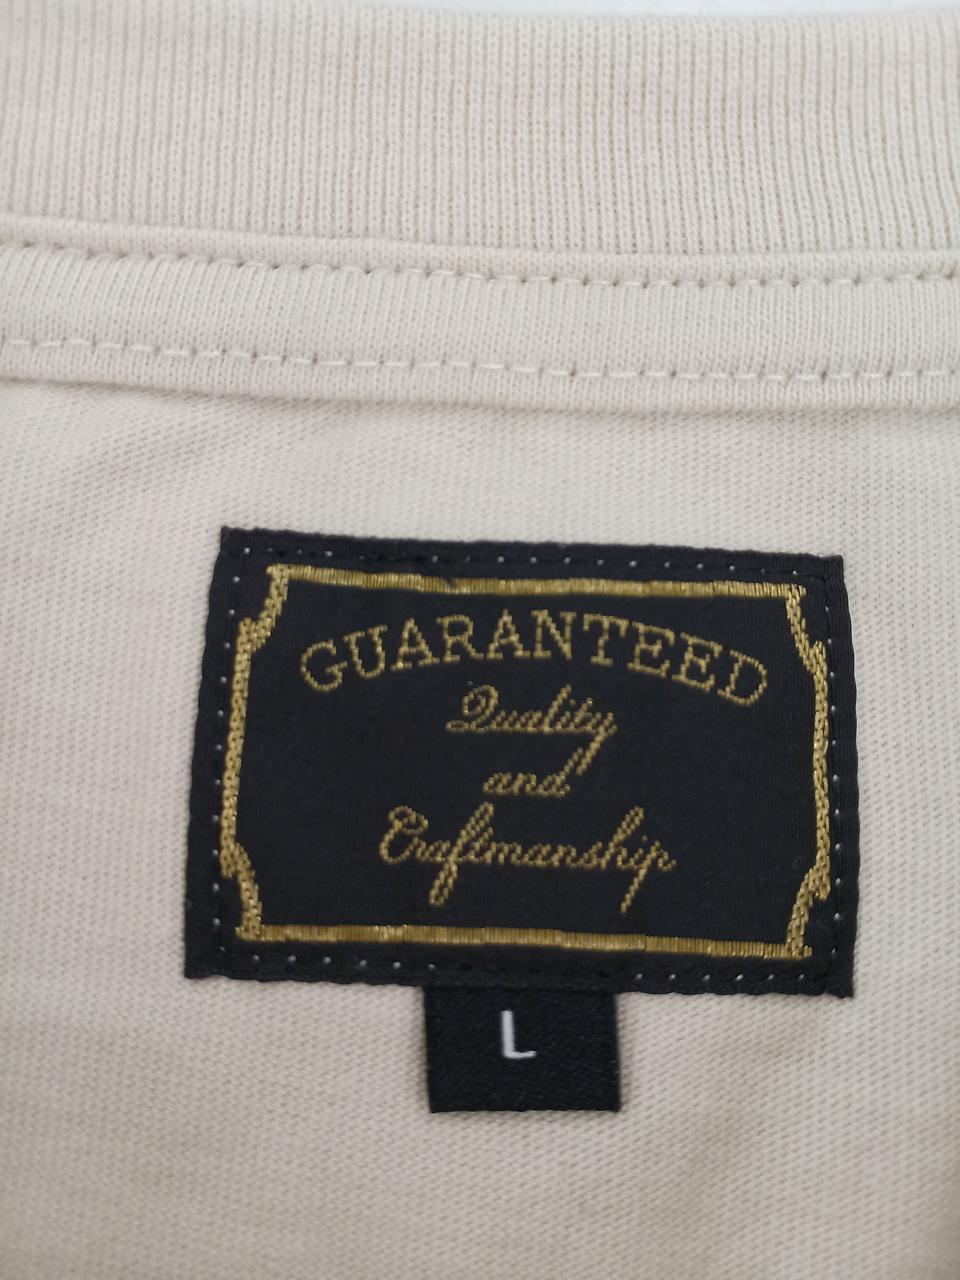 GUARANTEED
Quality
and
Craftmanship
L